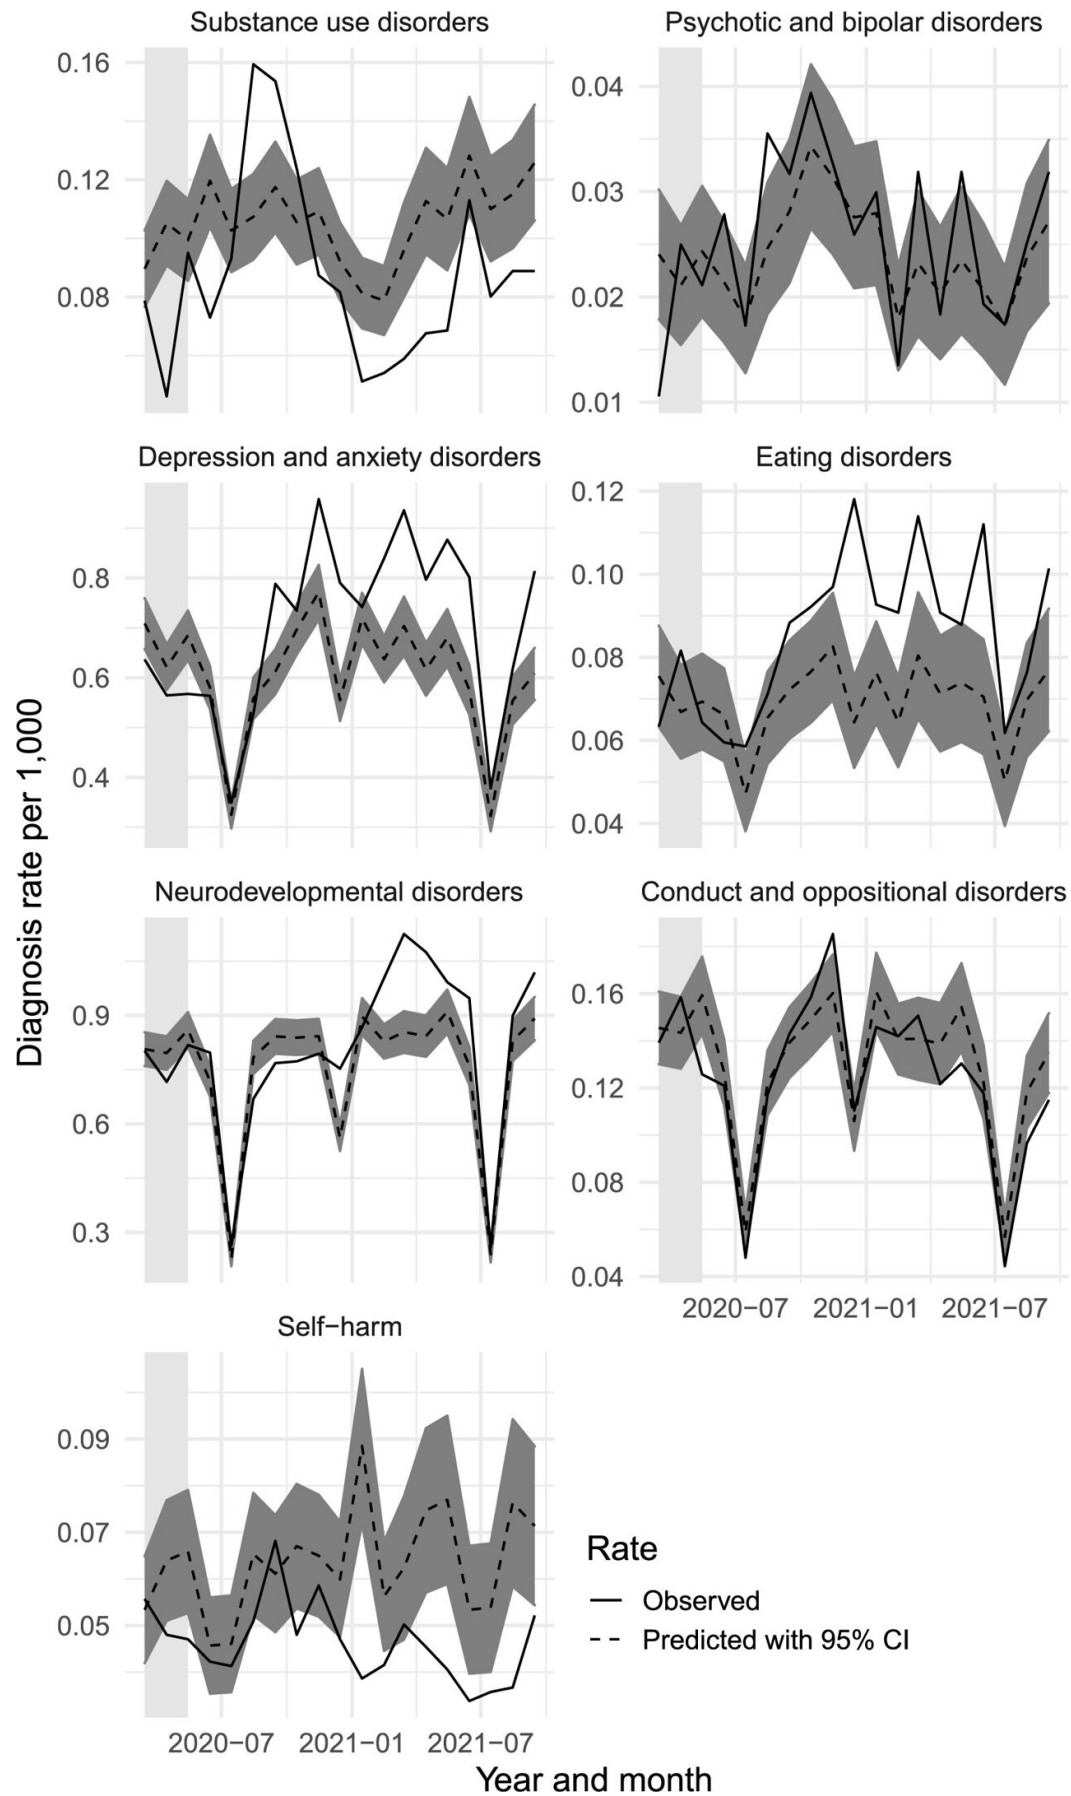 Substance use disorders
Psychotic and bipolar disorders
0.16
0.12
0.08
0.04
0.03
0.02
0.01
Depression and anxiety disorders
Eating disorders
0.8
0.6
0.4
0.12
0.10
0.08
0.06
0.04
Diagnosis rate per 1,000
Neurodevelopmental disorders
Conduct and oppositional disorders
0.9
0.6
0.3
0.16
0.12
0.08
0.04
2020−07 2021−01 2021−07
Self−harm
0.09
0.07
0.05
2020−07 2021−01 2021−07
Rate
Observed
Predicted with 95% CI
Year and month